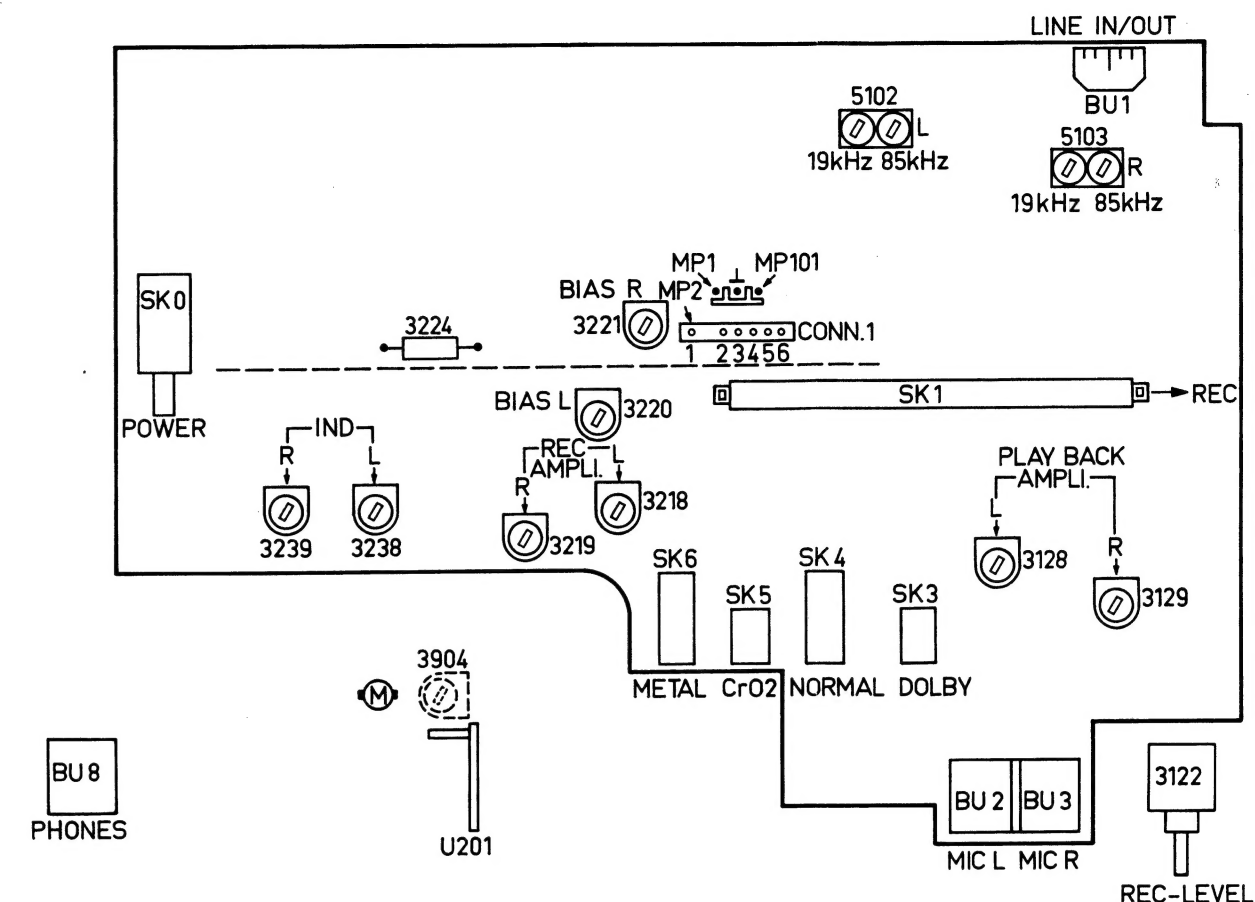 LINE IN/OUT
BU1
5102
L
19kHz 85kHz
5103
R
19kHz 85kHz
SK0
POWER
3224
BIAS R
3221
MP1
MP101
MP2
CONN.1
1 23456
SK1
REC
BIAS L
3220
IND
R L
3239 3238
REC
AMPLI.
R L
3218
3219
PLAY BACK
AMPLI.
L R
3128
3129
SK6 SK5 SK4 SK3
METAL CrO2 NORMAL DOLBY
3904
M
U201
BU8
PHONES
BU2 BU3
MIC L MIC R
3122
REC-LEVEL